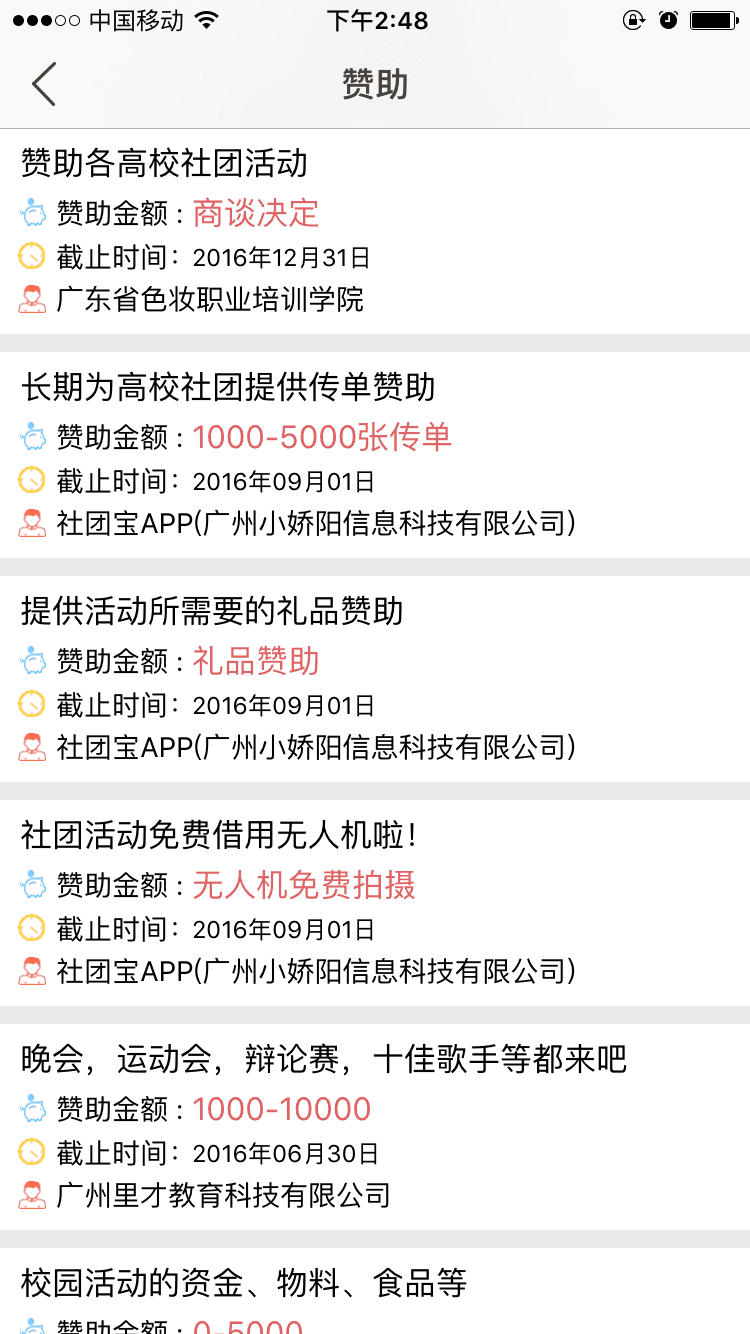 中国移动 下午2:48
赞助
赞助各高校社团活动
赞助金额 : 商谈决定
截止时间：2016年12月31日
广东省色妆职业培训学院
长期为高校社团提供传单赞助
赞助金额 : 1000-5000张传单
截止时间：2016年09月01日
社团宝APP(广州小娇阳信息科技有限公司)
提供活动所需要的礼品赞助
赞助金额 : 礼品赞助
截止时间：2016年09月01日
社团宝APP(广州小娇阳信息科技有限公司)
社团活动免费借用无人机啦！
赞助金额 : 无人机免费拍摄
截止时间：2016年09月01日
社团宝APP(广州小娇阳信息科技有限公司)
晚会，运动会，辩论赛，十佳歌手等都来吧
赞助金额 : 1000-10000
截止时间：2016年06月30日
广州里才教育科技有限公司
校园活动的资金、物料、食品等
赞助金额 : 0-5000